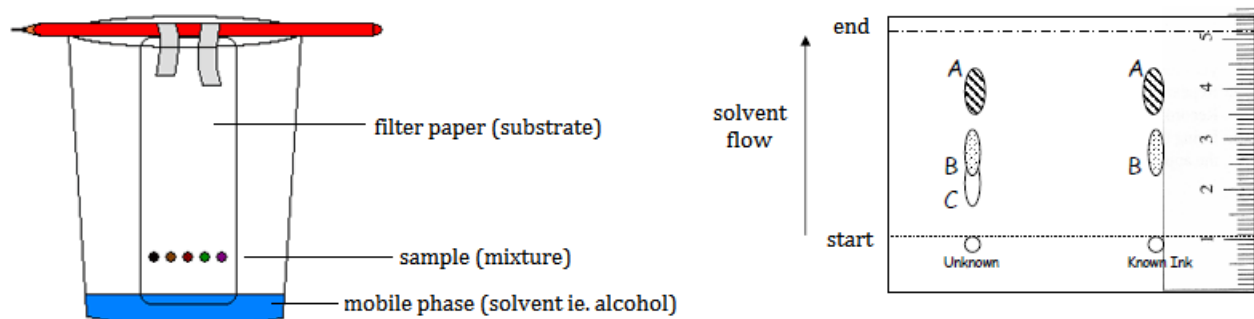 filter paper (substrate)
sample (mixture)
mobile phase (solvent ie. alcohol)
end
solvent
flow
start
A
B
C
Unknown
A
B
Known Ink
5
4
3
2
1